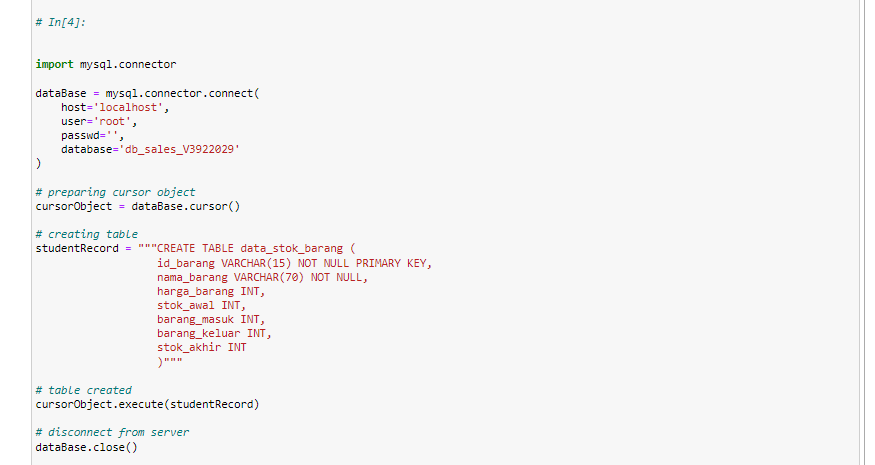 # In[4]:
import mysql.connector
dataBase = mysql.connector.connect(
    host='localhost',
    user='root',
    passwd='',
    database='db_sales_V3922029'
)
# preparing cursor object
cursorObject = dataBase.cursor()
# creating table
studentRecord = """CREATE TABLE data_stok_barang (
                   id_barang VARCHAR(15) NOT NULL PRIMARY KEY,
                   nama_barang VARCHAR(70) NOT NULL,
                   harga_barang INT,
                   stok_awal INT,
                   barang_masuk INT,
                   barang_keluar INT,
                   stok_akhir INT
                   )"""
# table created
cursorObject.execute(studentRecord)
# disconnect from server
dataBase.close()